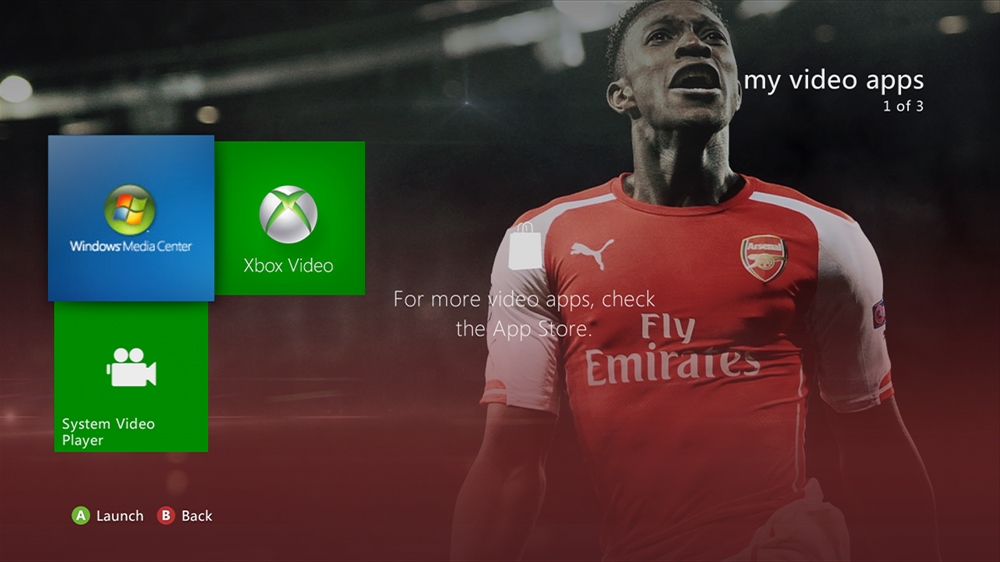 my video apps
1 of 3
Windows Media Center
Xbox Video
For more video apps, check
the App Store.
Arsenal
Fly
Emirates
System Video
Player
A Launch B Back